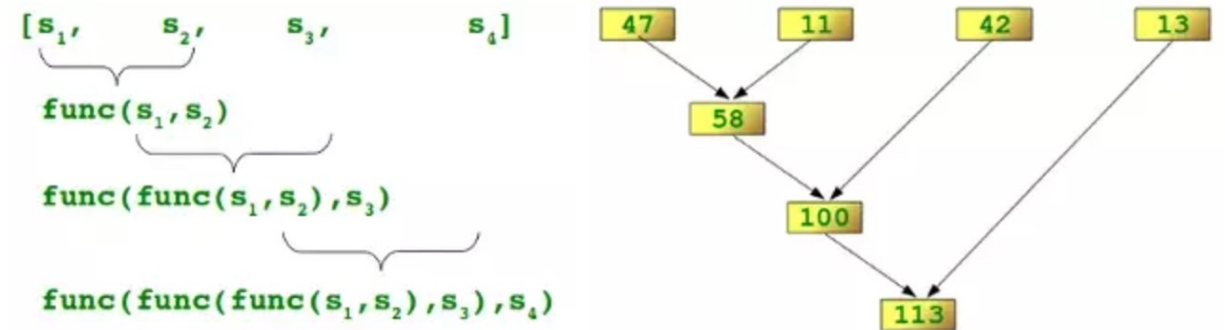 [s₁, s₂, s₃, s₄]
func(s₁,s₂)
func(func(s₁,s₂),s₃)
func(func(func(s₁,s₂),s₃),s₄)
47 11 42 13
58
100
113